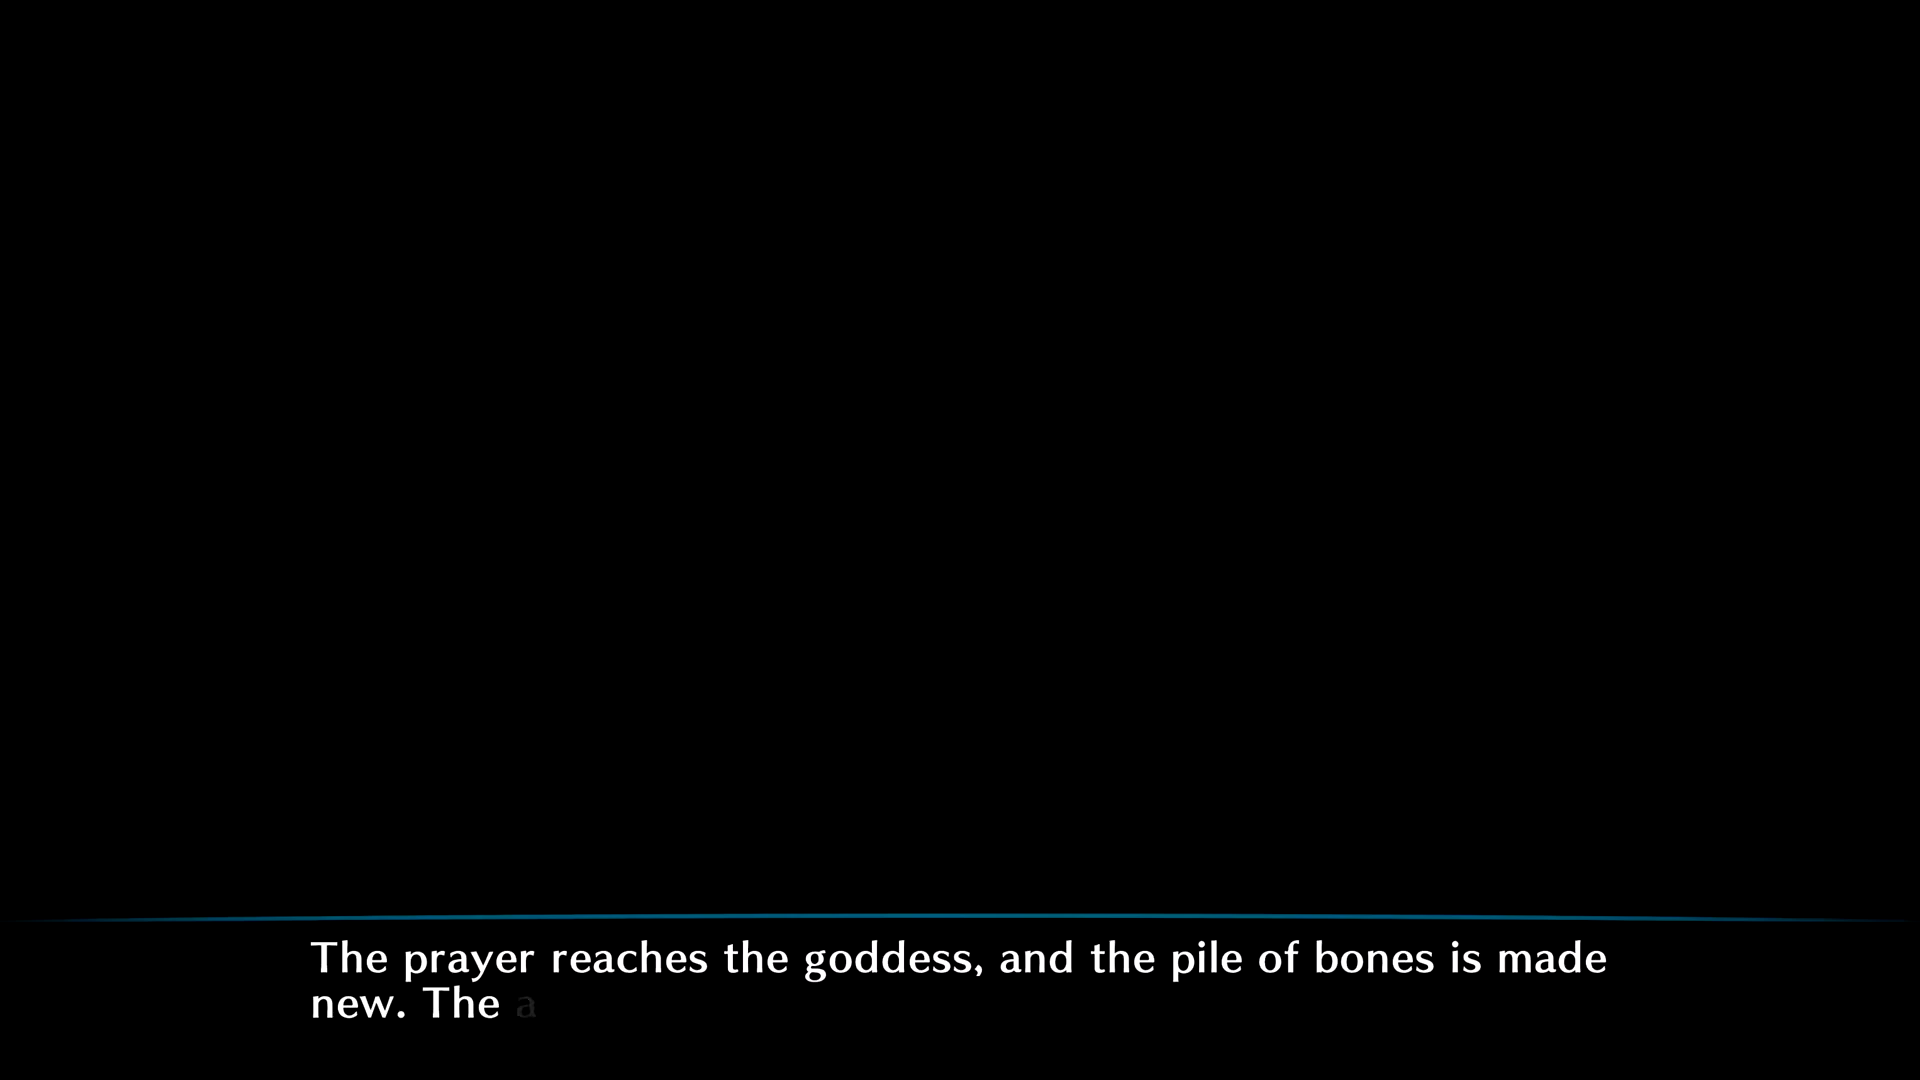 The prayer reaches the goddess, and the pile of bones is made
new. The a